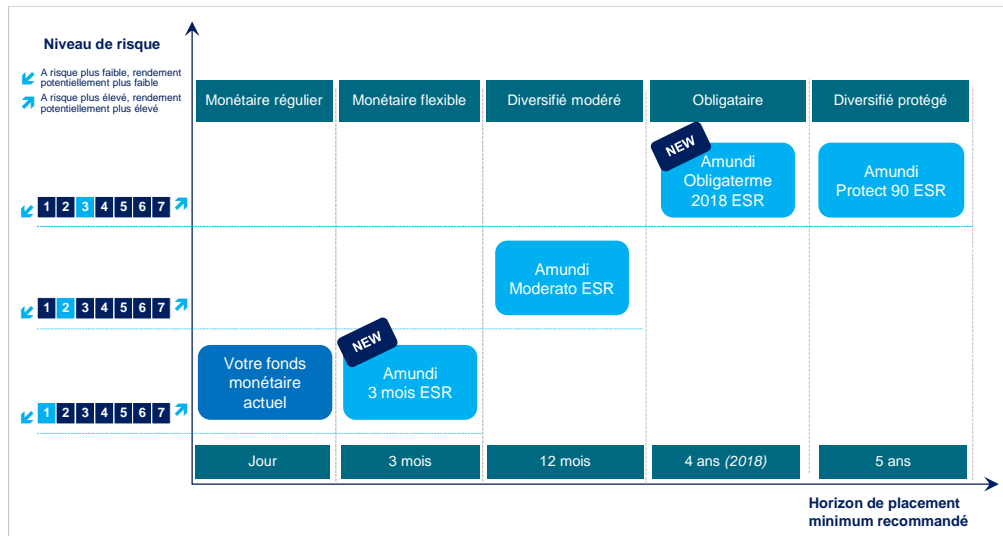 Niveau de risque
A risque plus faible, rendement
potentiellement plus faible
A risque plus élevé, rendement
potentiellement plus élevé
Monétaire régulier
Monétaire flexible
Diversifié modéré
Obligataire
Diversifié protégé
NEW
Amundi
Obligaterme
2018 ESR
Amundi
Protect 90 ESR
1 2 3 4 5 6 7
Amundi
Moderato ESR
1 2 3 4 5 6 7
NEW
Votre fonds
monétaire
actuel
Amundi
3 mois ESR
1 2 3 4 5 6 7
Jour
3 mois
12 mois
4 ans (2018)
5 ans
Horizon de placement
minimum recommandé